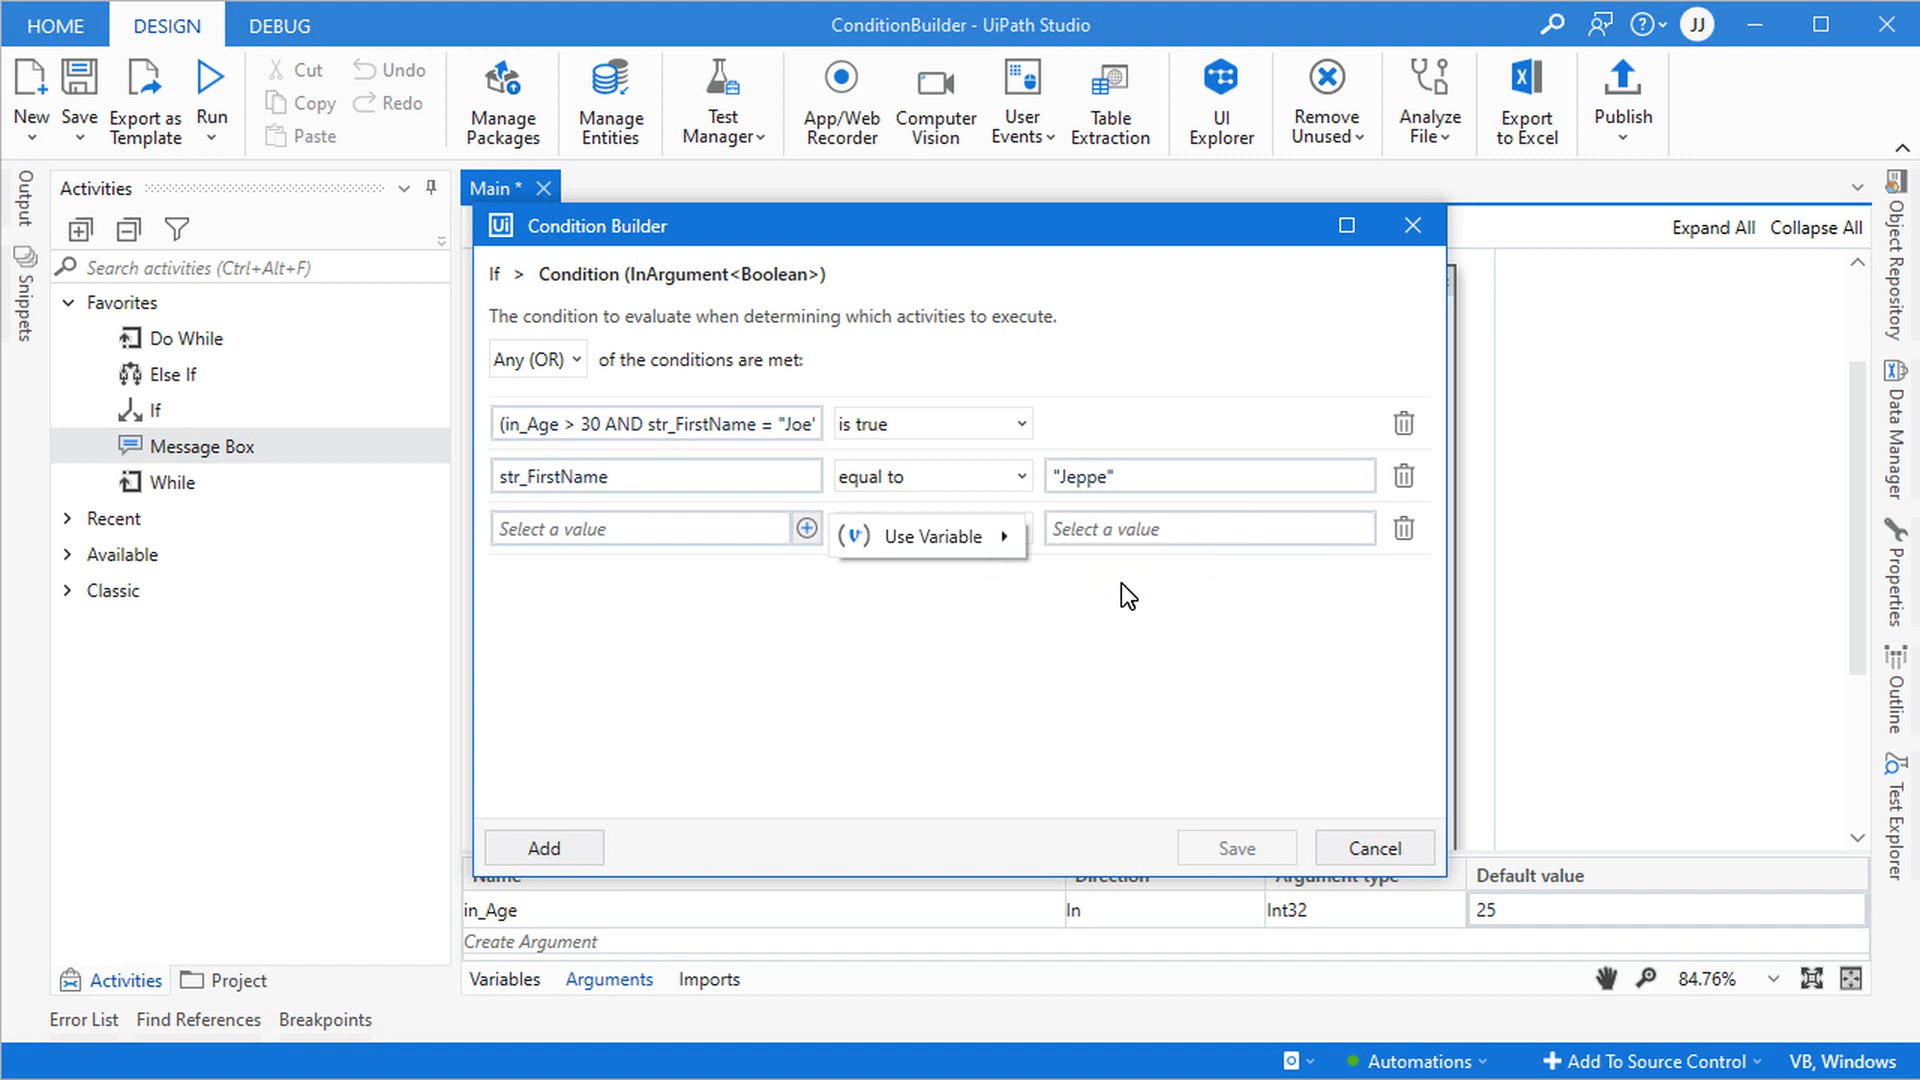 HOME DESIGN DEBUG ConditionBuilder - UiPath Studio JJ
New Save Export as Template Run
Cut Undo
Copy Redo
Paste
Manage Packages
Manage Entities
Test Manager
App/Web Recorder
Computer Vision
User Events
Table Extraction
UI Explorer
Remove Unused
Analyze File
Export to Excel
Publish
Output
Snippets
Activities
Search activities (Ctrl+Alt+F)
Favorites
Do While
Else If
If
Message Box
While
Recent
Available
Classic
Main *
Expand All Collapse All
Ui Condition Builder
If > Condition (InArgument<Boolean>)
The condition to evaluate when determining which activities to execute.
Any (OR) of the conditions are met:
(in_Age > 30 AND str_FirstName = "Joe' is true
str_FirstName equal to "Jeppe"
Select a value (v) Use Variable Select a value
Add Save Cancel
Name Direction Argument type Default value
in_Age In Int32 25
Create Argument
Variables Arguments Imports 84.76%
Object Repository
Data Manager
Properties
Outline
Test Explorer
Activities Project
Error List Find References Breakpoints
Automations Add To Source Control VB, Windows